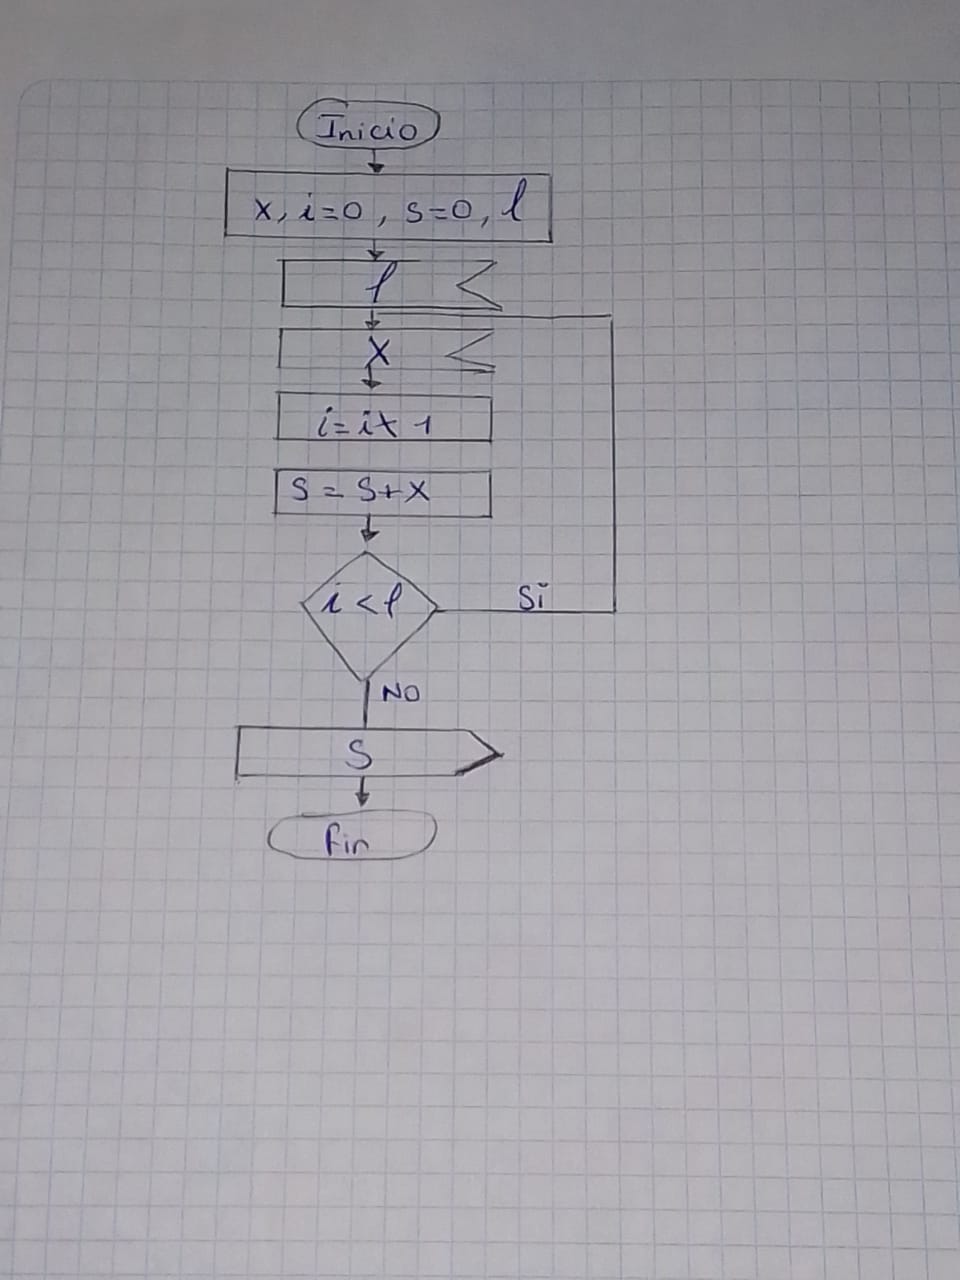 Inicio
x, i=0, s=0, l
l
x
i=i+1
s=s+x
i<l
Si
NO
S
fin